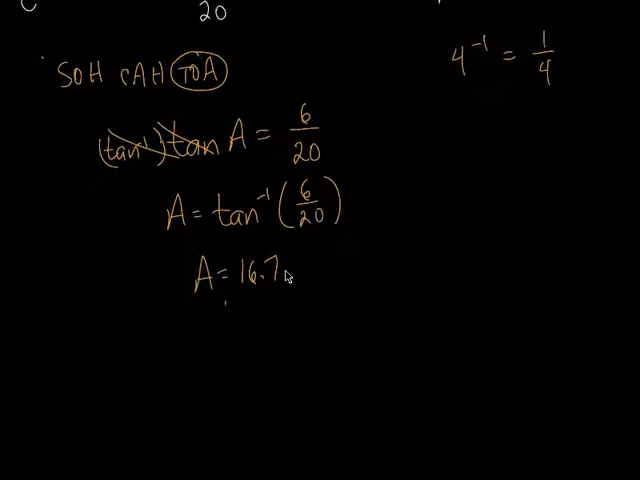 20
SOH CAH TOA
4⁻¹ = 1/4
(tan⁻¹) tan A = 6/20
A = tan⁻¹ (6/20)
A = 16.7